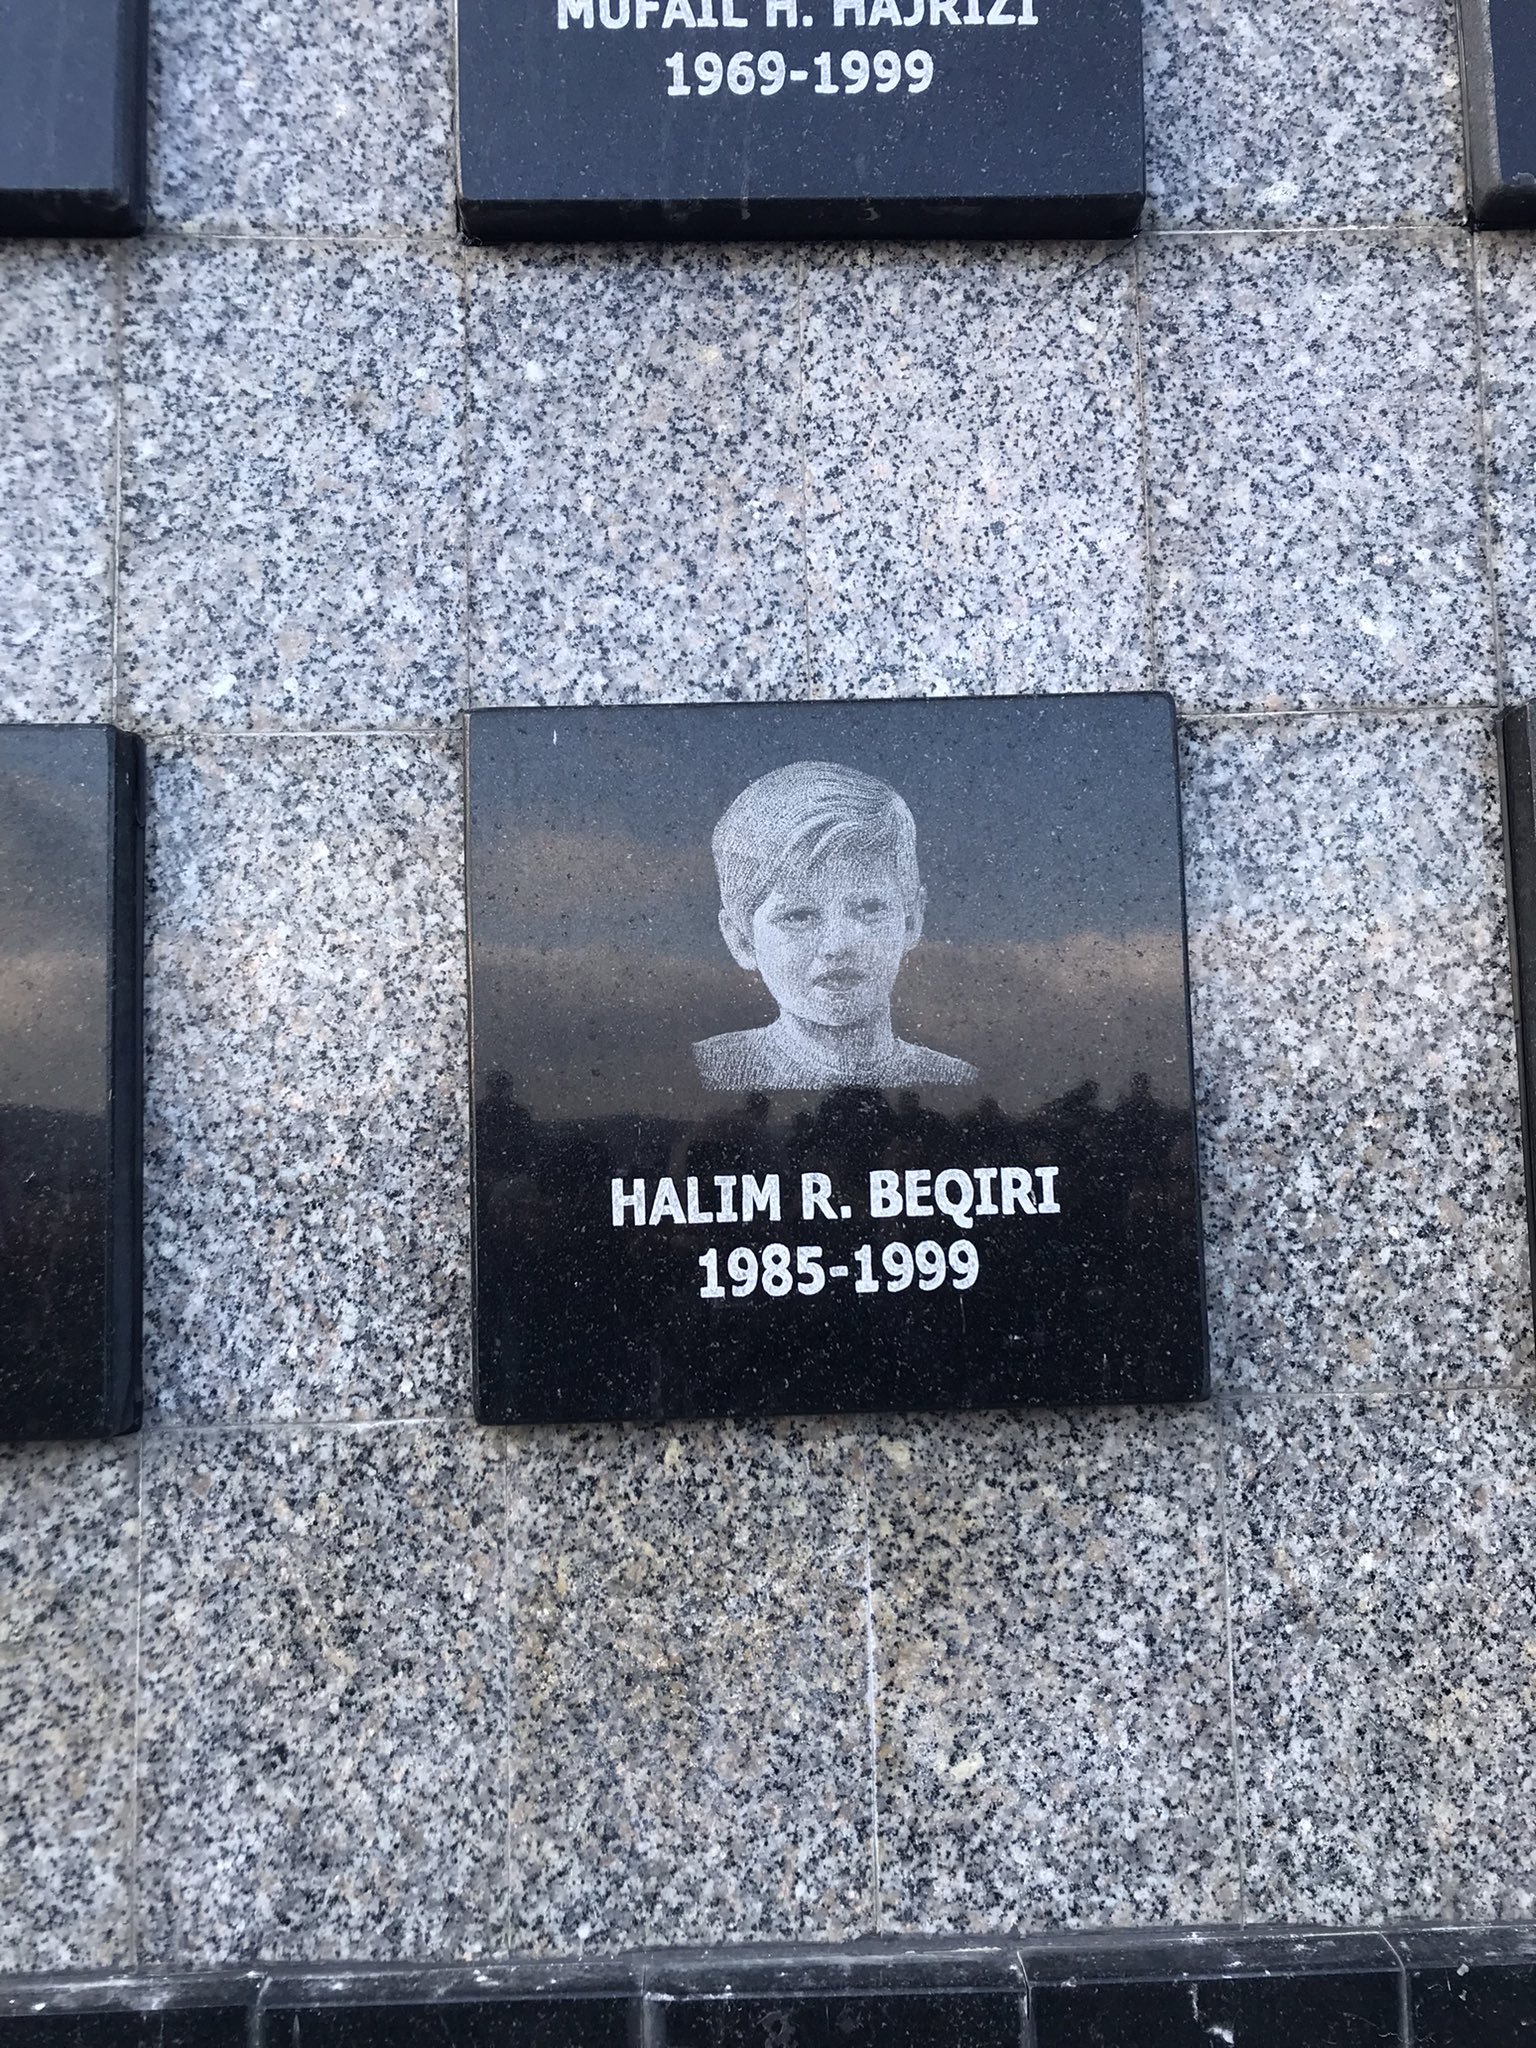 MUFAIL H. HAJRIZI
1969-1999
HALIM R. BEQIRI
1985-1999